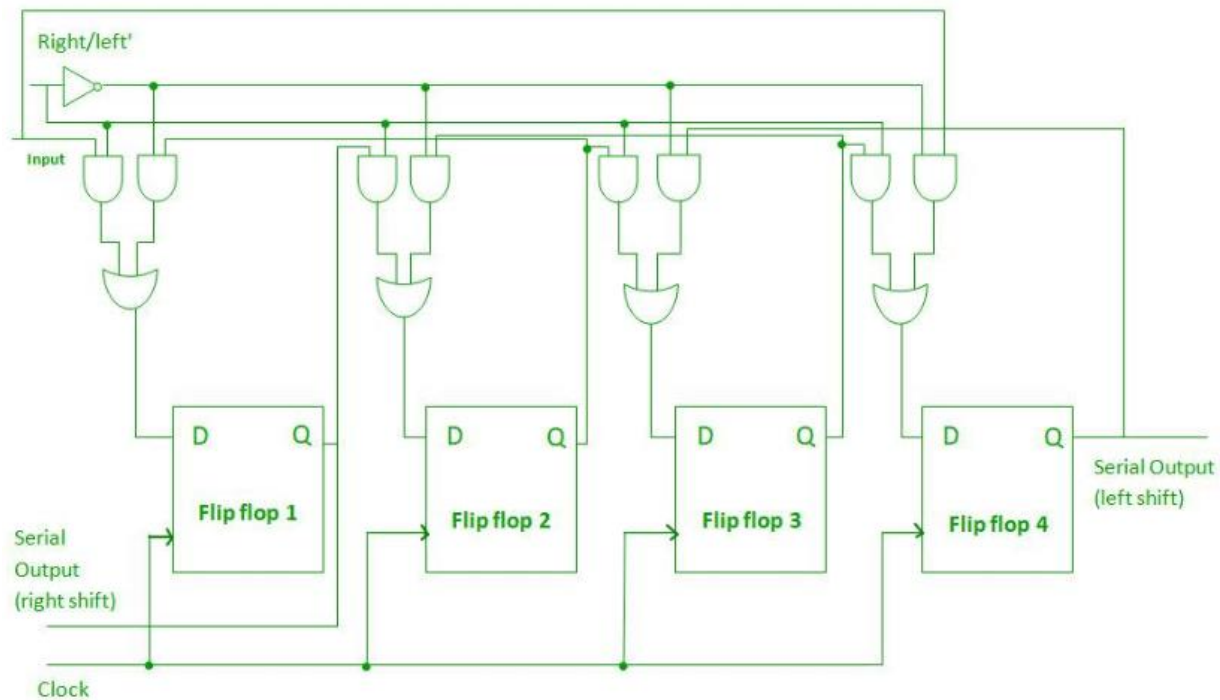 Right/left'
Input
D Q
Flip flop 1
D Q
Flip flop 2
D Q
Flip flop 3
D Q
Flip flop 4
Serial Output
(left shift)
Serial
Output
(right shift)
Clock